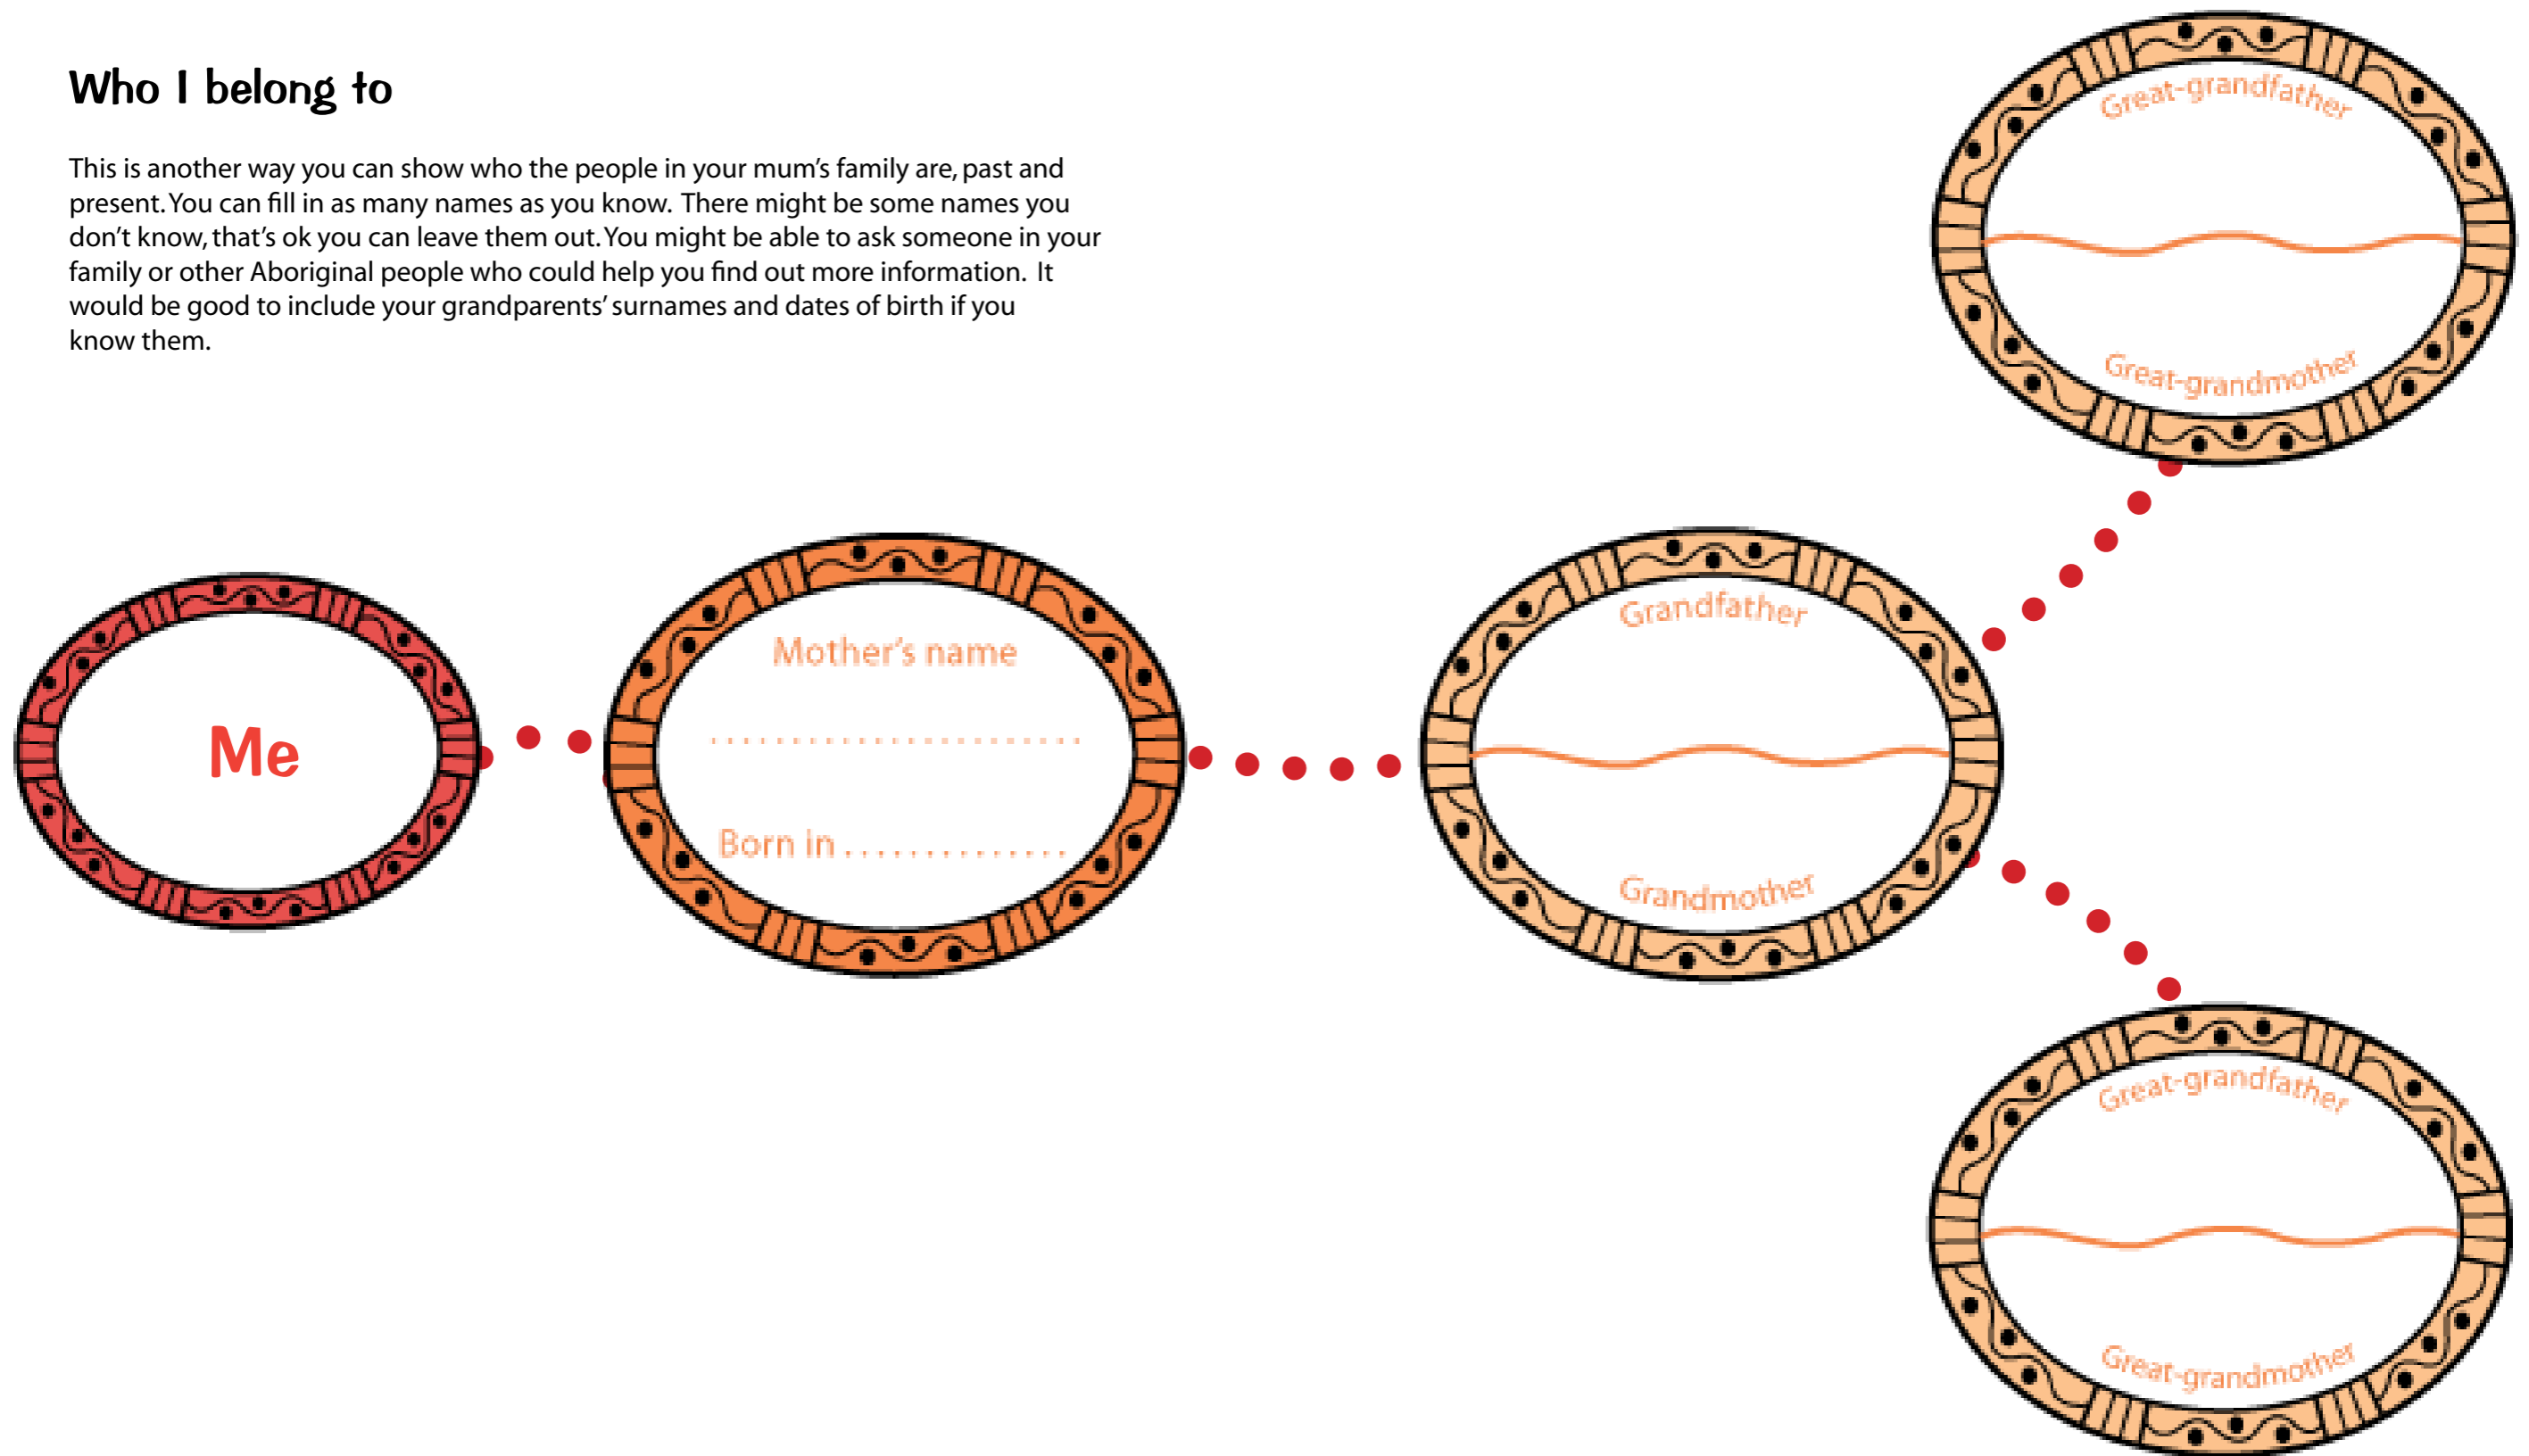 Who I belong to
This is another way you can show who the people in your mum's family are, past and
present. You can fill in as many names as you know. There might be some names you
don't know, that's ok you can leave them out. You might be able to ask someone in your
family or other Aboriginal people who could help you find out more information. It
would be good to include your grandparents' surnames and dates of birth if you
know them.
Great-grandfather
Great-grandmother
Me
Mother's name
Born in
Grandfather
Grandmother
Great-grandfather
Great-grandmother